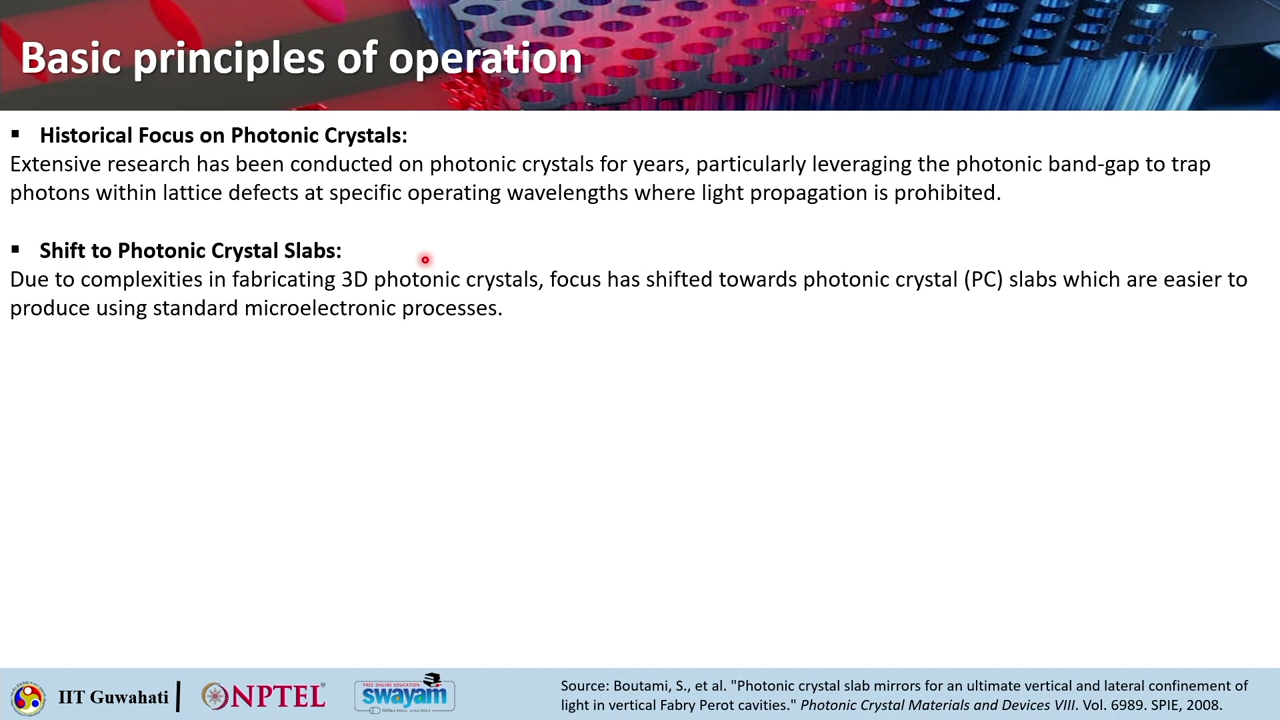 Basic principles of operation
▪ Historical Focus on Photonic Crystals:
Extensive research has been conducted on photonic crystals for years, particularly leveraging the photonic band-gap to trap
photons within lattice defects at specific operating wavelengths where light propagation is prohibited.
▪ Shift to Photonic Crystal Slabs:
Due to complexities in fabricating 3D photonic crystals, focus has shifted towards photonic crystal (PC) slabs which are easier to
produce using standard microelectronic processes.
IIT Guwahati
NPTEL
FREE ONLINE EDUCATION
swayam
Source: Boutami, S., et al. "Photonic crystal slab mirrors for an ultimate vertical and lateral confinement of
light in vertical Fabry Perot cavities." Photonic Crystal Materials and Devices VIII. Vol. 6989. SPIE, 2008.